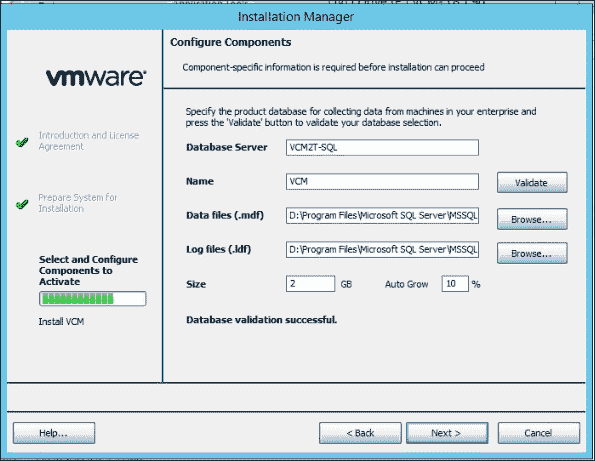 Installation Manager
Configure Components
Component-specific information is required before installation can proceed
vmware
Introduction and License
Agreement
Prepare System for
Installation
Select and Configure
Components to
Activate
Install VCM
Specify the product database for collecting data from machines in your enterprise and
press the 'Validate' button to validate your database selection.
Database Server VCM2T-SQL
Name VCM Validate
Data files (.mdf) D:\Program Files\Microsoft SQL Server\MSSQL Browse...
Log files (.ldf) D:\Program Files\Microsoft SQL Server\MSSQL Browse...
Size 2 GB Auto Grow 10 %
Database validation successful.
Help... < Back Next > Cancel